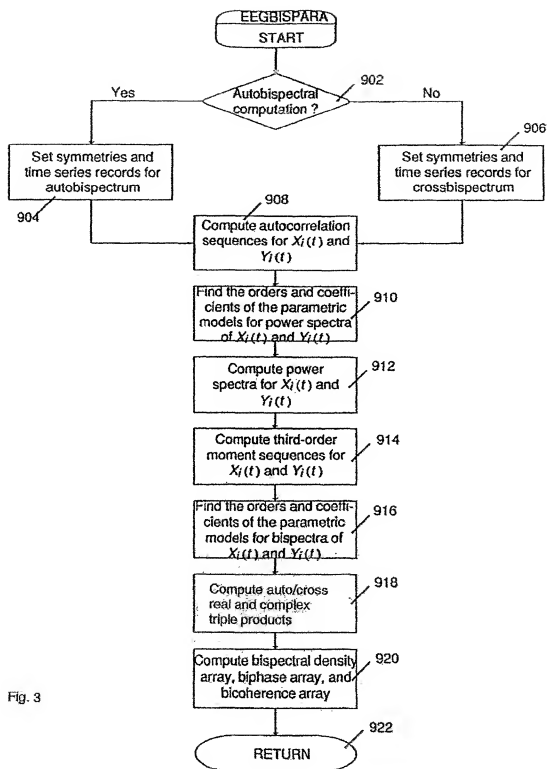 EEGBISPARA
START
902
Autobispectral
computation ?
Yes
No
906
Set symmetries and
time series records for
autobispectrum
904
Set symmetries and
time series records for
crossbispectrum
908
Compute autocorrelation
sequences for Xi(t) and
Yi(t)
Find the orders and coeffi-
cients of the parametric
models for power spectra
of Xi(t) and Yi(t)
910
Compute power
spectra for Xi(t) and
Yi(t)
912
Compute third-order
moment sequences for
Xi(t) and Yi(t)
914
Find the orders and coeffi-
cients of the parametric
models for bispectra of
Xi(t) and Yi(t)
916
Compute auto/cross
real and complex
triple products
918
Compute bispectral density
array, biphase array, and
bicoherence array
920
Fig. 3
922
RETURN